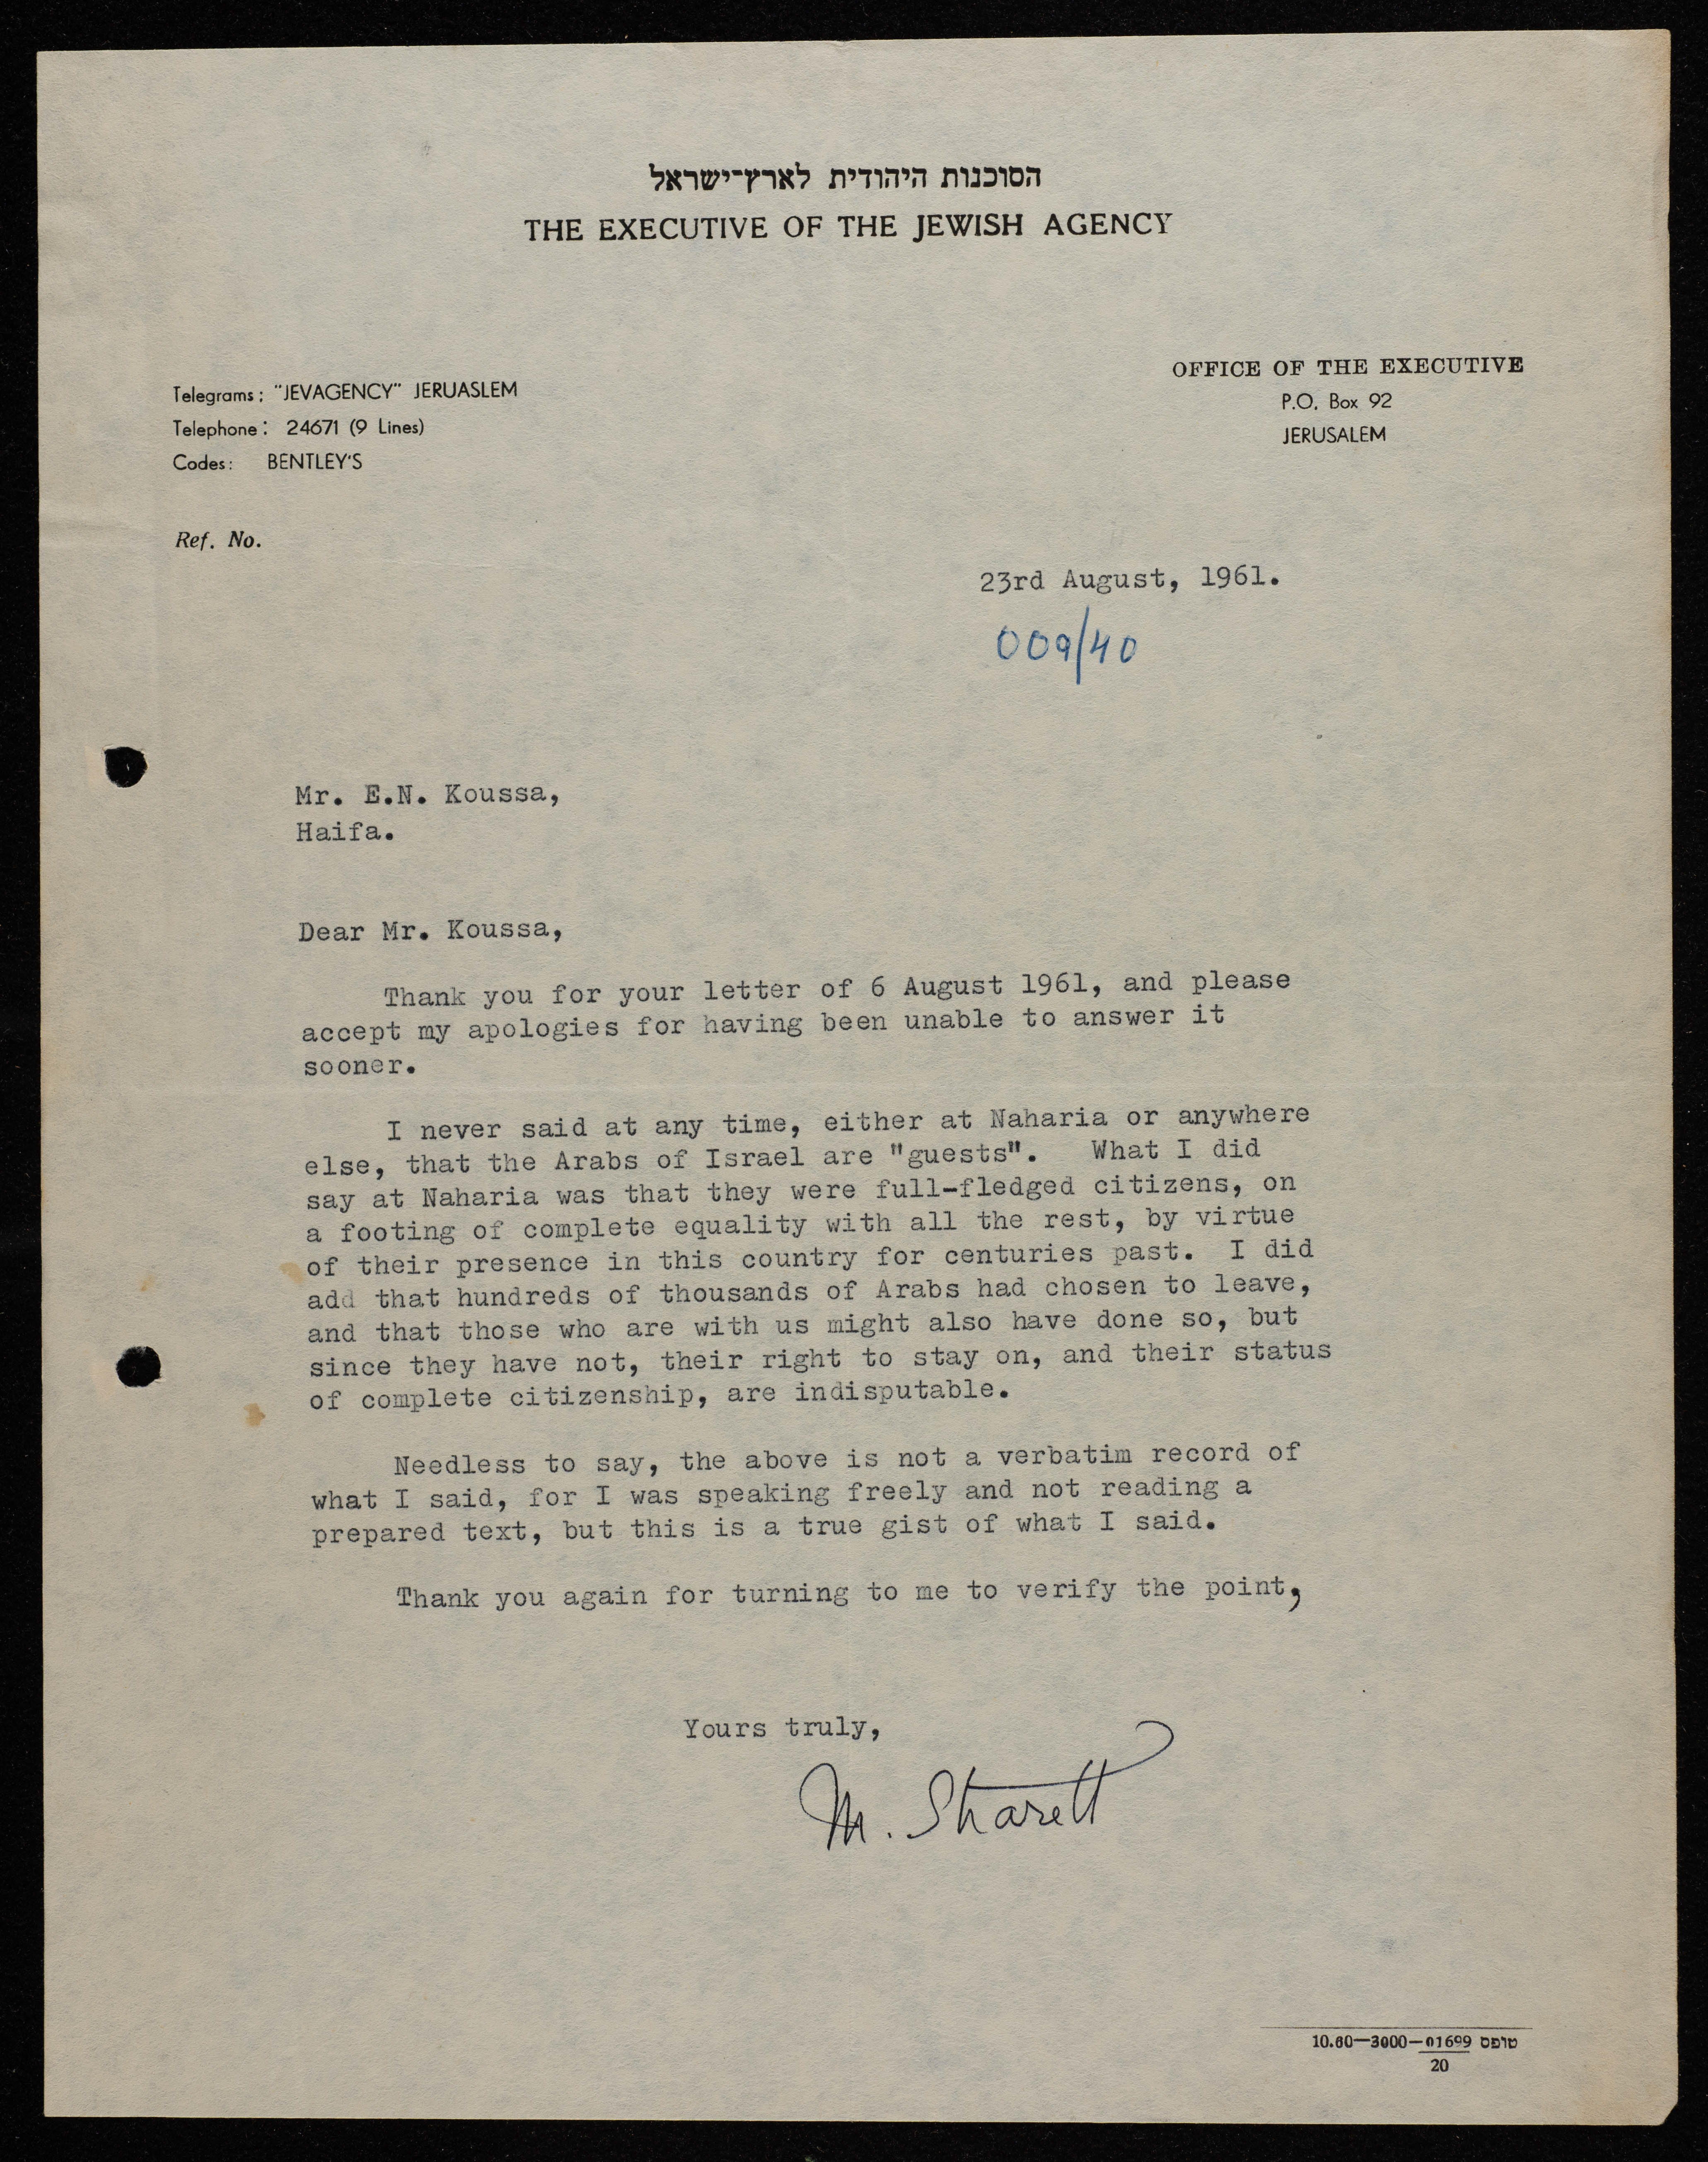 הסוכנות היהודית לארץ־ישראל
THE EXECUTIVE OF THE JEWISH AGENCY
OFFICE OF THE EXECUTIVE
P.O. Box 92
JERUSALEM
Telegrams: "JEVAGENCY" JERUASLEM
Telephone: 24671 (9 Lines)
Codes: BENTLEY'S
Ref. No.
23rd August, 1961.
009/40
Mr. E.N. Koussa,
Haifa.
Dear Mr. Koussa,
Thank you for your letter of 6 August 1961, and please
accept my apologies for having been unable to answer it
sooner.
I never said at any time, either at Naharia or anywhere
else, that the Arabs of Israel are "guests". What I did
say at Naharia was that they were full-fledged citizens, on
a footing of complete equality with all the rest, by virtue
of their presence in this country for centuries past. I did
add that hundreds of thousands of Arabs had chosen to leave,
and that those who are with us might also have done so, but
since they have not, their right to stay on, and their status
of complete citizenship, are indisputable.
Needless to say, the above is not a verbatim record of
what I said, for I was speaking freely and not reading a
prepared text, but this is a true gist of what I said.
Thank you again for turning to me to verify the point,
Yours truly,
M. Sharett
טופס 01699—3000—10.60
20